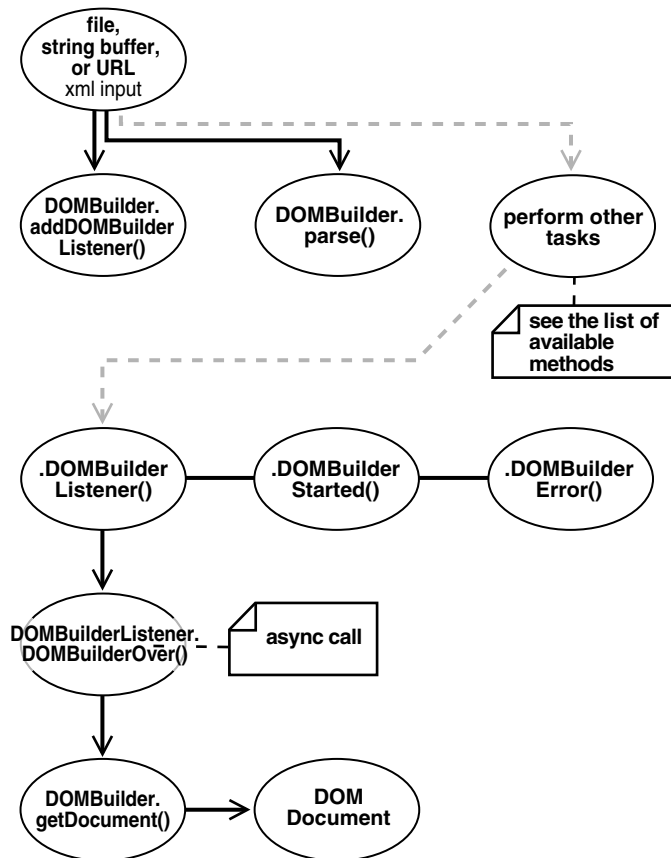 file,
string buffer,
or URL
xml input
DOMBuilder.
addDOMBuilder
Listener()
DOMBuilder.
parse()
perform other
tasks
see the list of
available
methods
.DOMBuilder
Listener()
.DOMBuilder
Started()
.DOMBuilder
Error()
DOMBuilderListener.
DOMBuilderOver()
async call
DOMBuilder.
getDocument()
DOM
Document